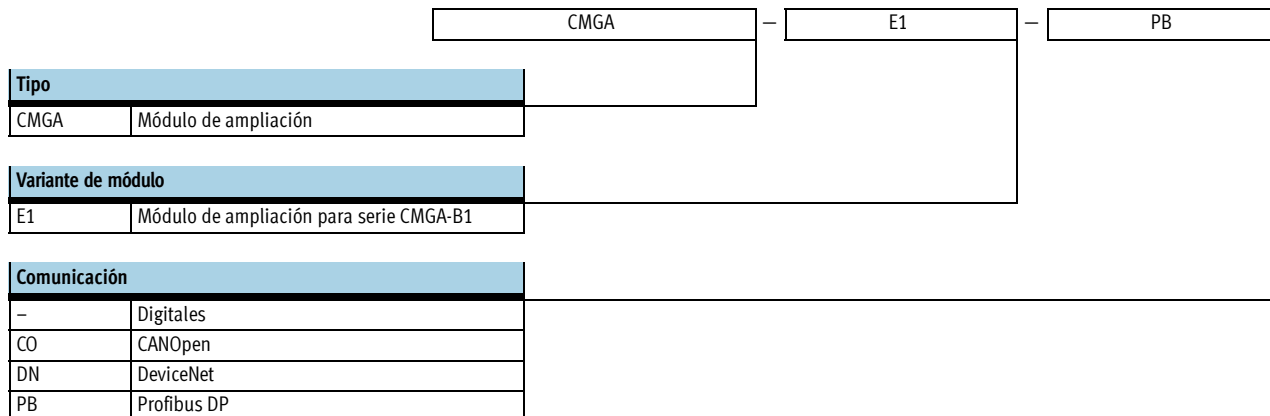 CMGA – E1 – PB
Tipo
CMGA Módulo de ampliación
Variante de módulo
E1 Módulo de ampliación para serie CMGA-B1
Comunicación
– Digitales
CO CANOpen
DN DeviceNet
PB Profibus DP